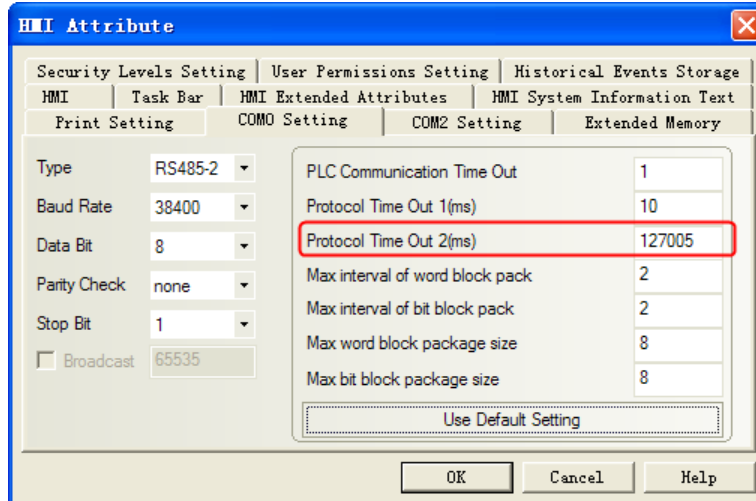 HMI Attribute
Security Levels Setting User Permissions Setting Historical Events Storage
HMI Task Bar HMI Extended Attributes HMI System Information Text
Print Setting COM0 Setting COM2 Setting Extended Memory
Type RS485-2
Baud Rate 38400
Data Bit 8
Parity Check none
Stop Bit 1
Broadcast 65535
PLC Communication Time Out 1
Protocol Time Out 1(ms) 10
Protocol Time Out 2(ms) 127005
Max interval of word block pack 2
Max interval of bit block pack 2
Max word block package size 8
Max bit block package size 8
Use Default Setting
OK Cancel Help